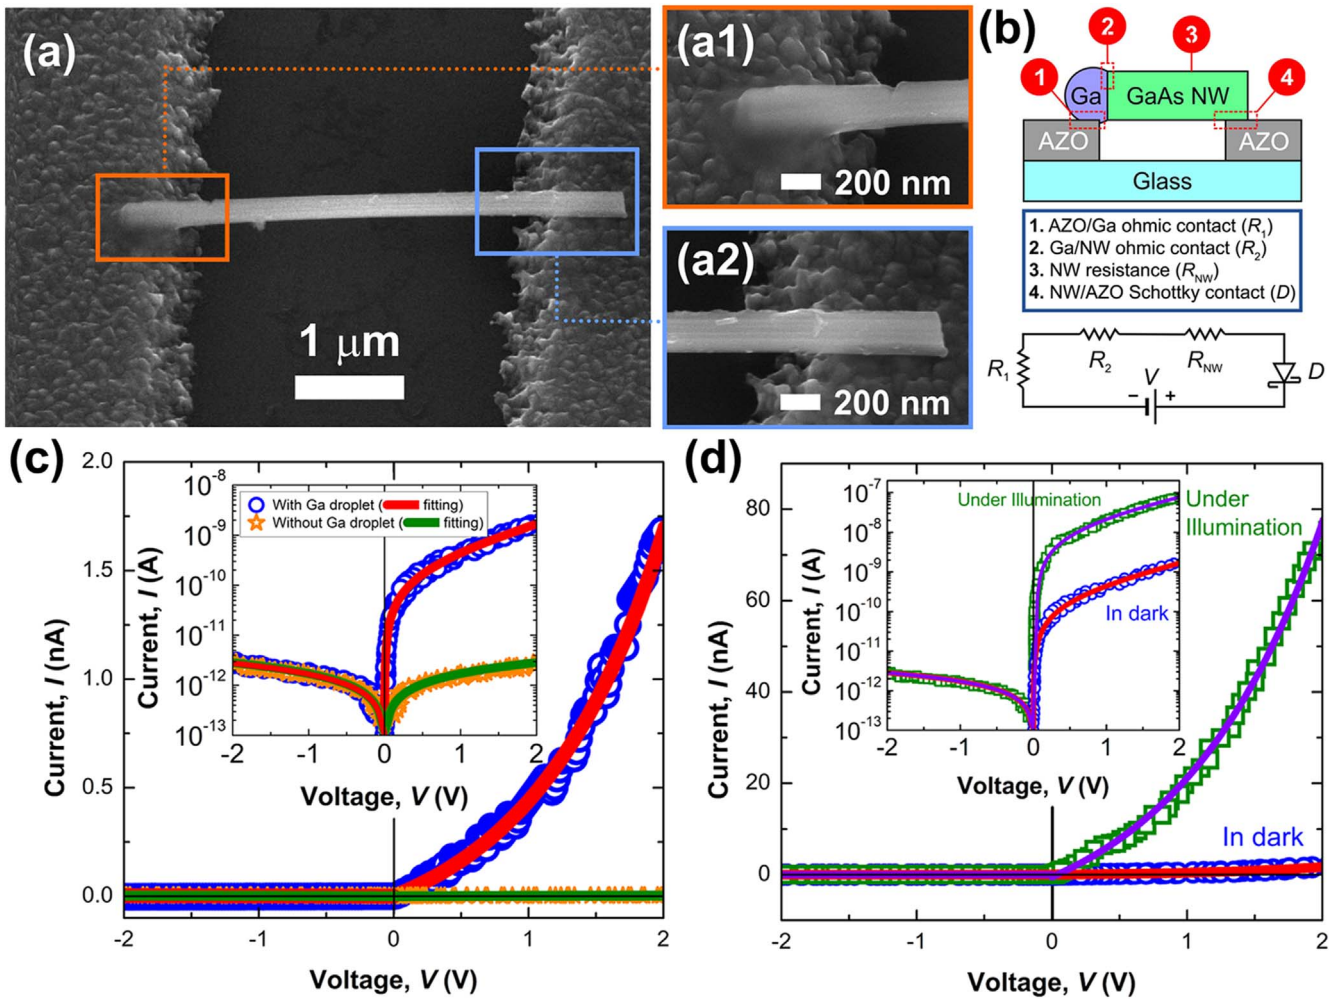 (a)
1 μm
(a1)
200 nm
(a2)
200 nm
(b)
1
2
3
4
Ga
GaAs NW
AZO
AZO
Glass
1. AZO/Ga ohmic contact (R1)
2. Ga/NW ohmic contact (R2)
3. NW resistance (RNW)
4. NW/AZO Schottky contact (D)
R1
R2
RNW
D
V
− +
(c)
2.0
1.5
1.0
0.5
0.0
-2
-1
0
1
2
Current, I (nA)
Voltage, V (V)
With Ga droplet ( fitting)
Without Ga droplet ( fitting)
10-8
10-9
10-10
10-11
10-12
10-13
-2
-1
0
1
2
Current, I (A)
Voltage, V (V)
(d)
80
60
40
20
0
-2
-1
0
1
2
Current, I (nA)
Voltage, V (V)
Under
Illumination
In dark
Under Illumination
In dark
10-7
10-8
10-9
10-10
10-11
10-12
10-13
-2
-1
0
1
2
Current, I (A)
Voltage, V (V)